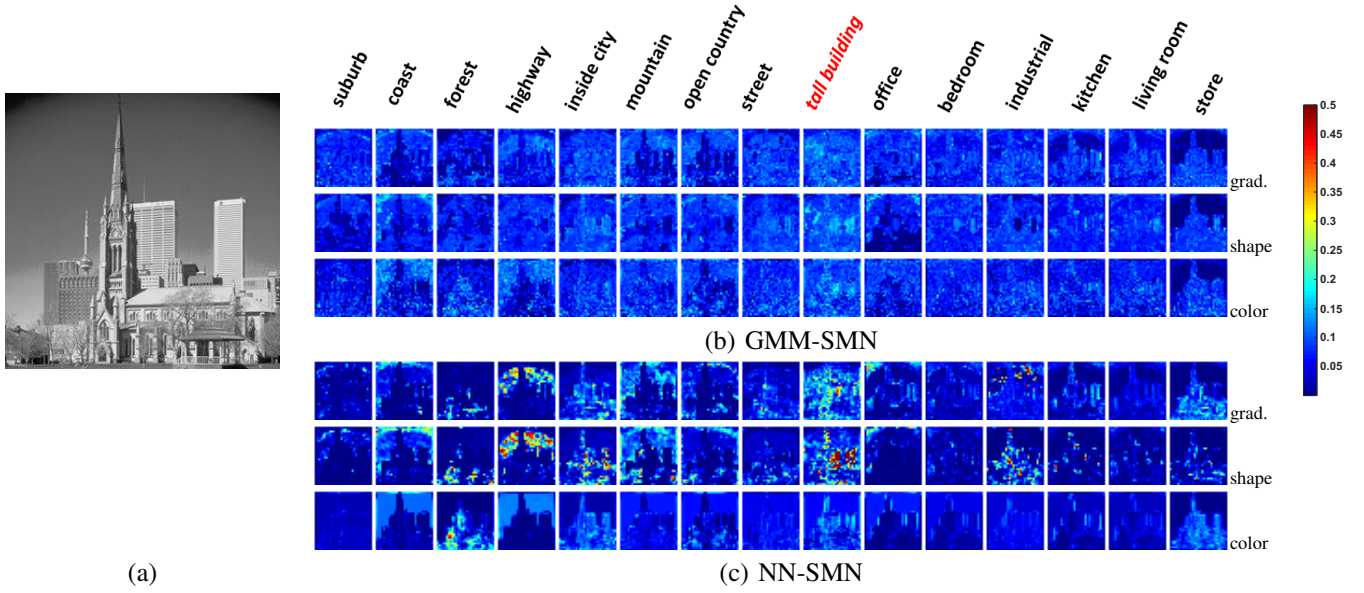 suburb
coast
forest
highway
inside city
mountain
open country
street
tall building
office
bedroom
industrial
kitchen
living room
store
grad.
shape
color
(b) GMM-SMN
grad.
shape
color
(a)
(c) NN-SMN
0.5
0.45
0.4
0.35
0.3
0.25
0.2
0.15
0.1
0.05